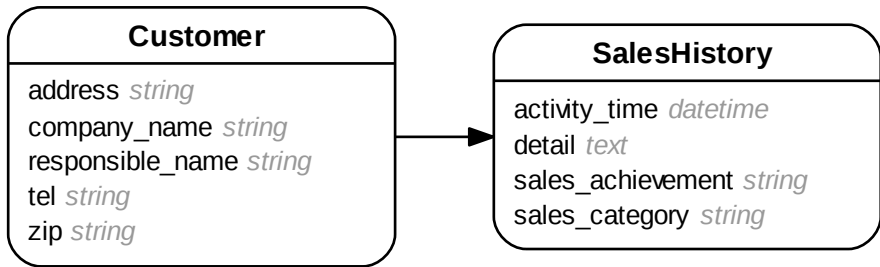 Customer
address string
company_name string
responsible_name string
tel string
zip string
SalesHistory
activity_time datetime
detail text
sales_achievement string
sales_category string